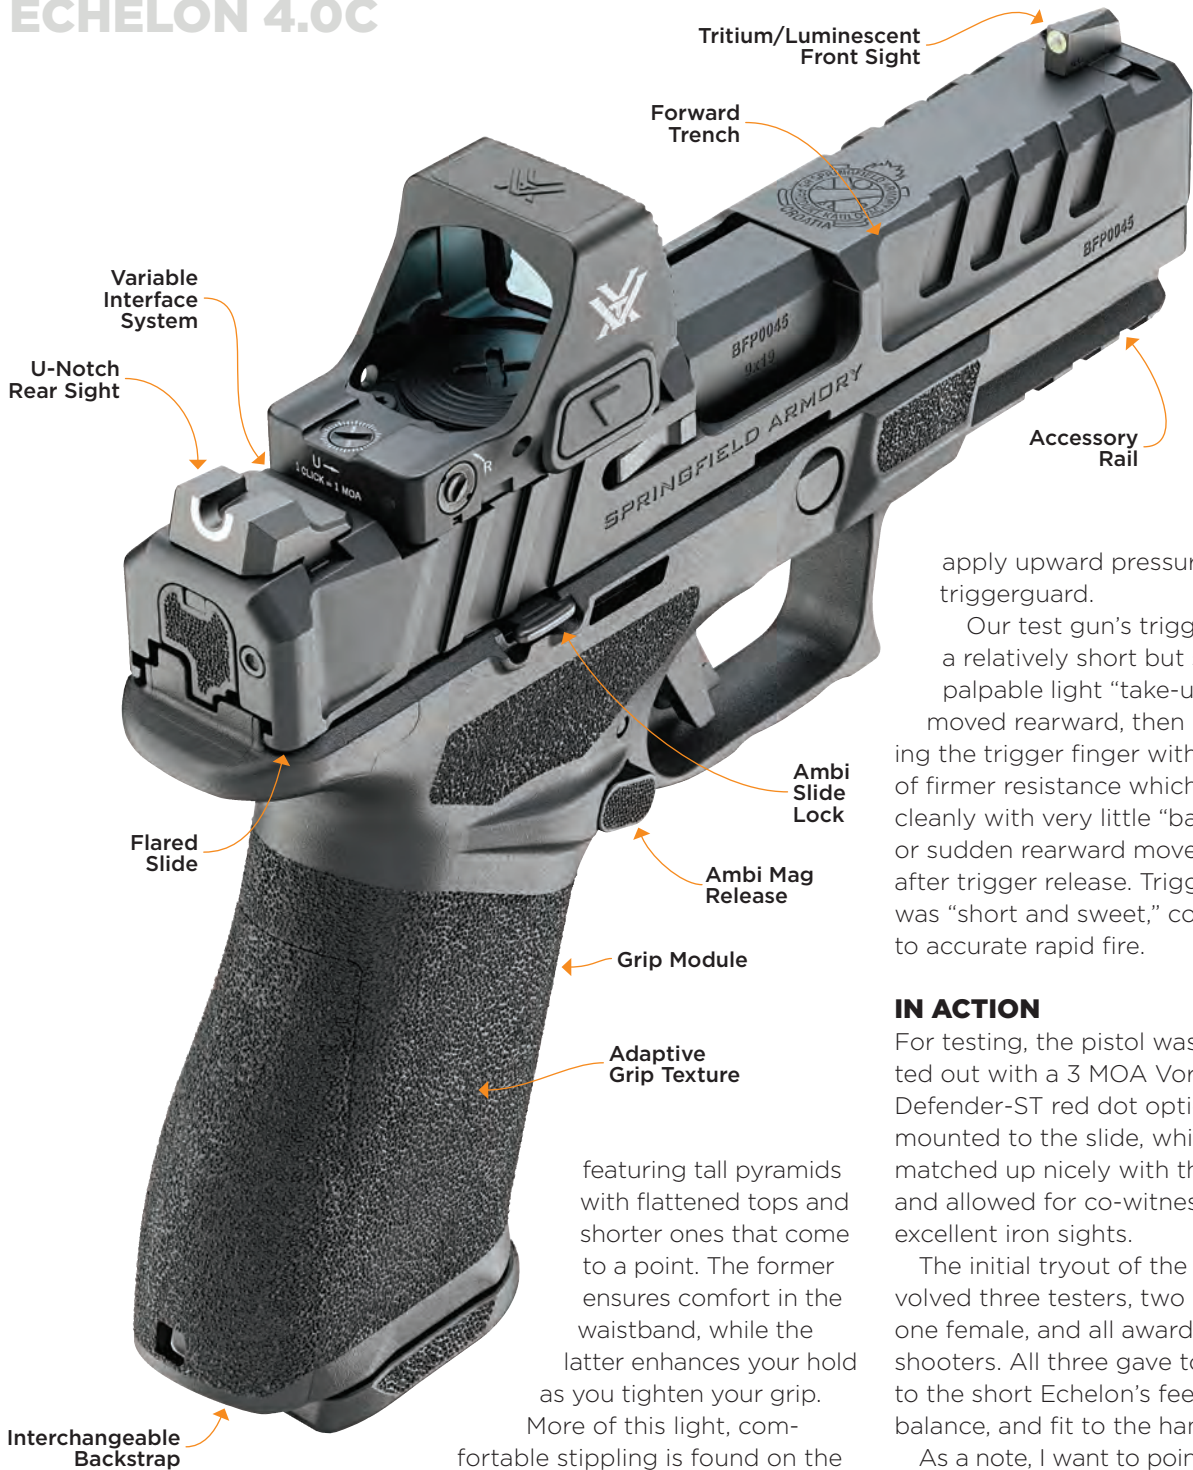 ECHELON 4.0C
Tritium/Luminescent
Front Sight
Forward
Trench
Variable
Interface
System
U-Notch
Rear Sight
CROATIA
BFP0045
BFP0045
9x19
SPRINGFIELD ARMORY
U
R
1 CLICK = 1 MOA
Accessory
Rail
Ambi
Slide
Lock
Flared
Slide
Ambi Mag
Release
Grip Module
Adaptive
Grip Texture
Interchangeable
Backstrap
featuring tall pyramids
with flattened tops and
shorter ones that come
to a point. The former
ensures comfort in the
waistband, while the
latter enhances your hold
as you tighten your grip.
More of this light, com-
fortable stippling is found on the
apply upward pressur
triggerguard.
Our test gun's trigg
a relatively short but
palpable light “take-u
moved rearward, then
ing the trigger finger with
of firmer resistance which
cleanly with very little “ba
or sudden rearward move
after trigger release. Trigg
was “short and sweet,” co
to accurate rapid fire.
IN ACTION
For testing, the pistol was
ted out with a 3 MOA Vor
Defender-ST red dot opti
mounted to the slide, whi
matched up nicely with th
and allowed for co-witnes
excellent iron sights.
The initial tryout of the
volved three testers, two
one female, and all award
shooters. All three gave to
to the short Echelon's fee
balance, and fit to the har
As a note, I want to poin